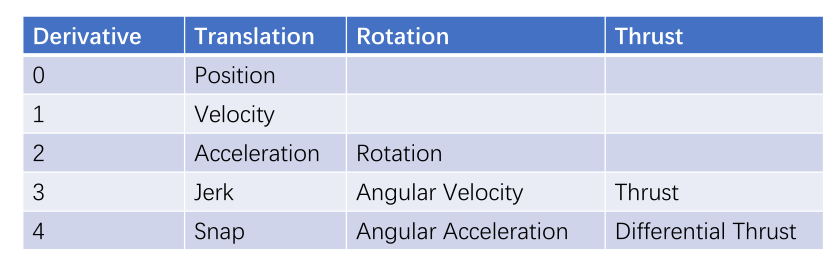 Derivative Translation Rotation Thrust
0 Position
1 Velocity
2 Acceleration Rotation
3 Jerk Angular Velocity Thrust
4 Snap Angular Acceleration Differential Thrust